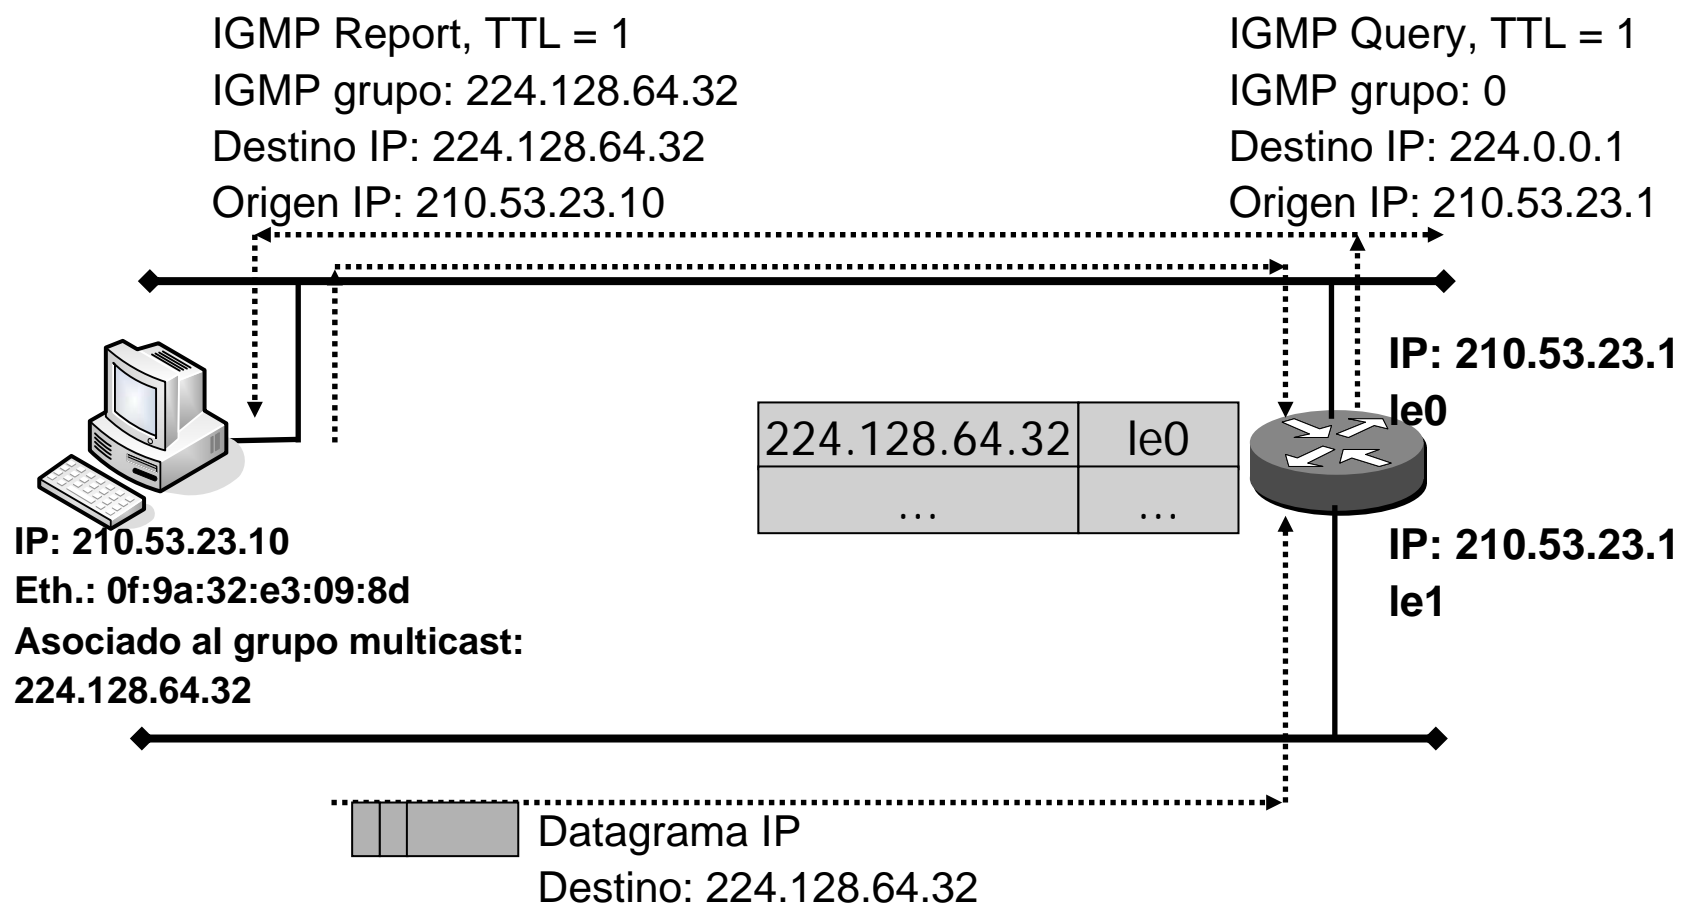 IGMP Report, TTL = 1
IGMP grupo: 224.128.64.32
Destino IP: 224.128.64.32
Origen IP: 210.53.23.10
IGMP Query, TTL = 1
IGMP grupo: 0
Destino IP: 224.0.0.1
Origen IP: 210.53.23.1
IP: 210.53.23.1
le0
224.128.64.32 le0
... ...
IP: 210.53.23.10
Eth.: 0f:9a:32:e3:09:8d
Asociado al grupo multicast:
224.128.64.32
IP: 210.53.23.1
le1
Datagrama IP
Destino: 224.128.64.32